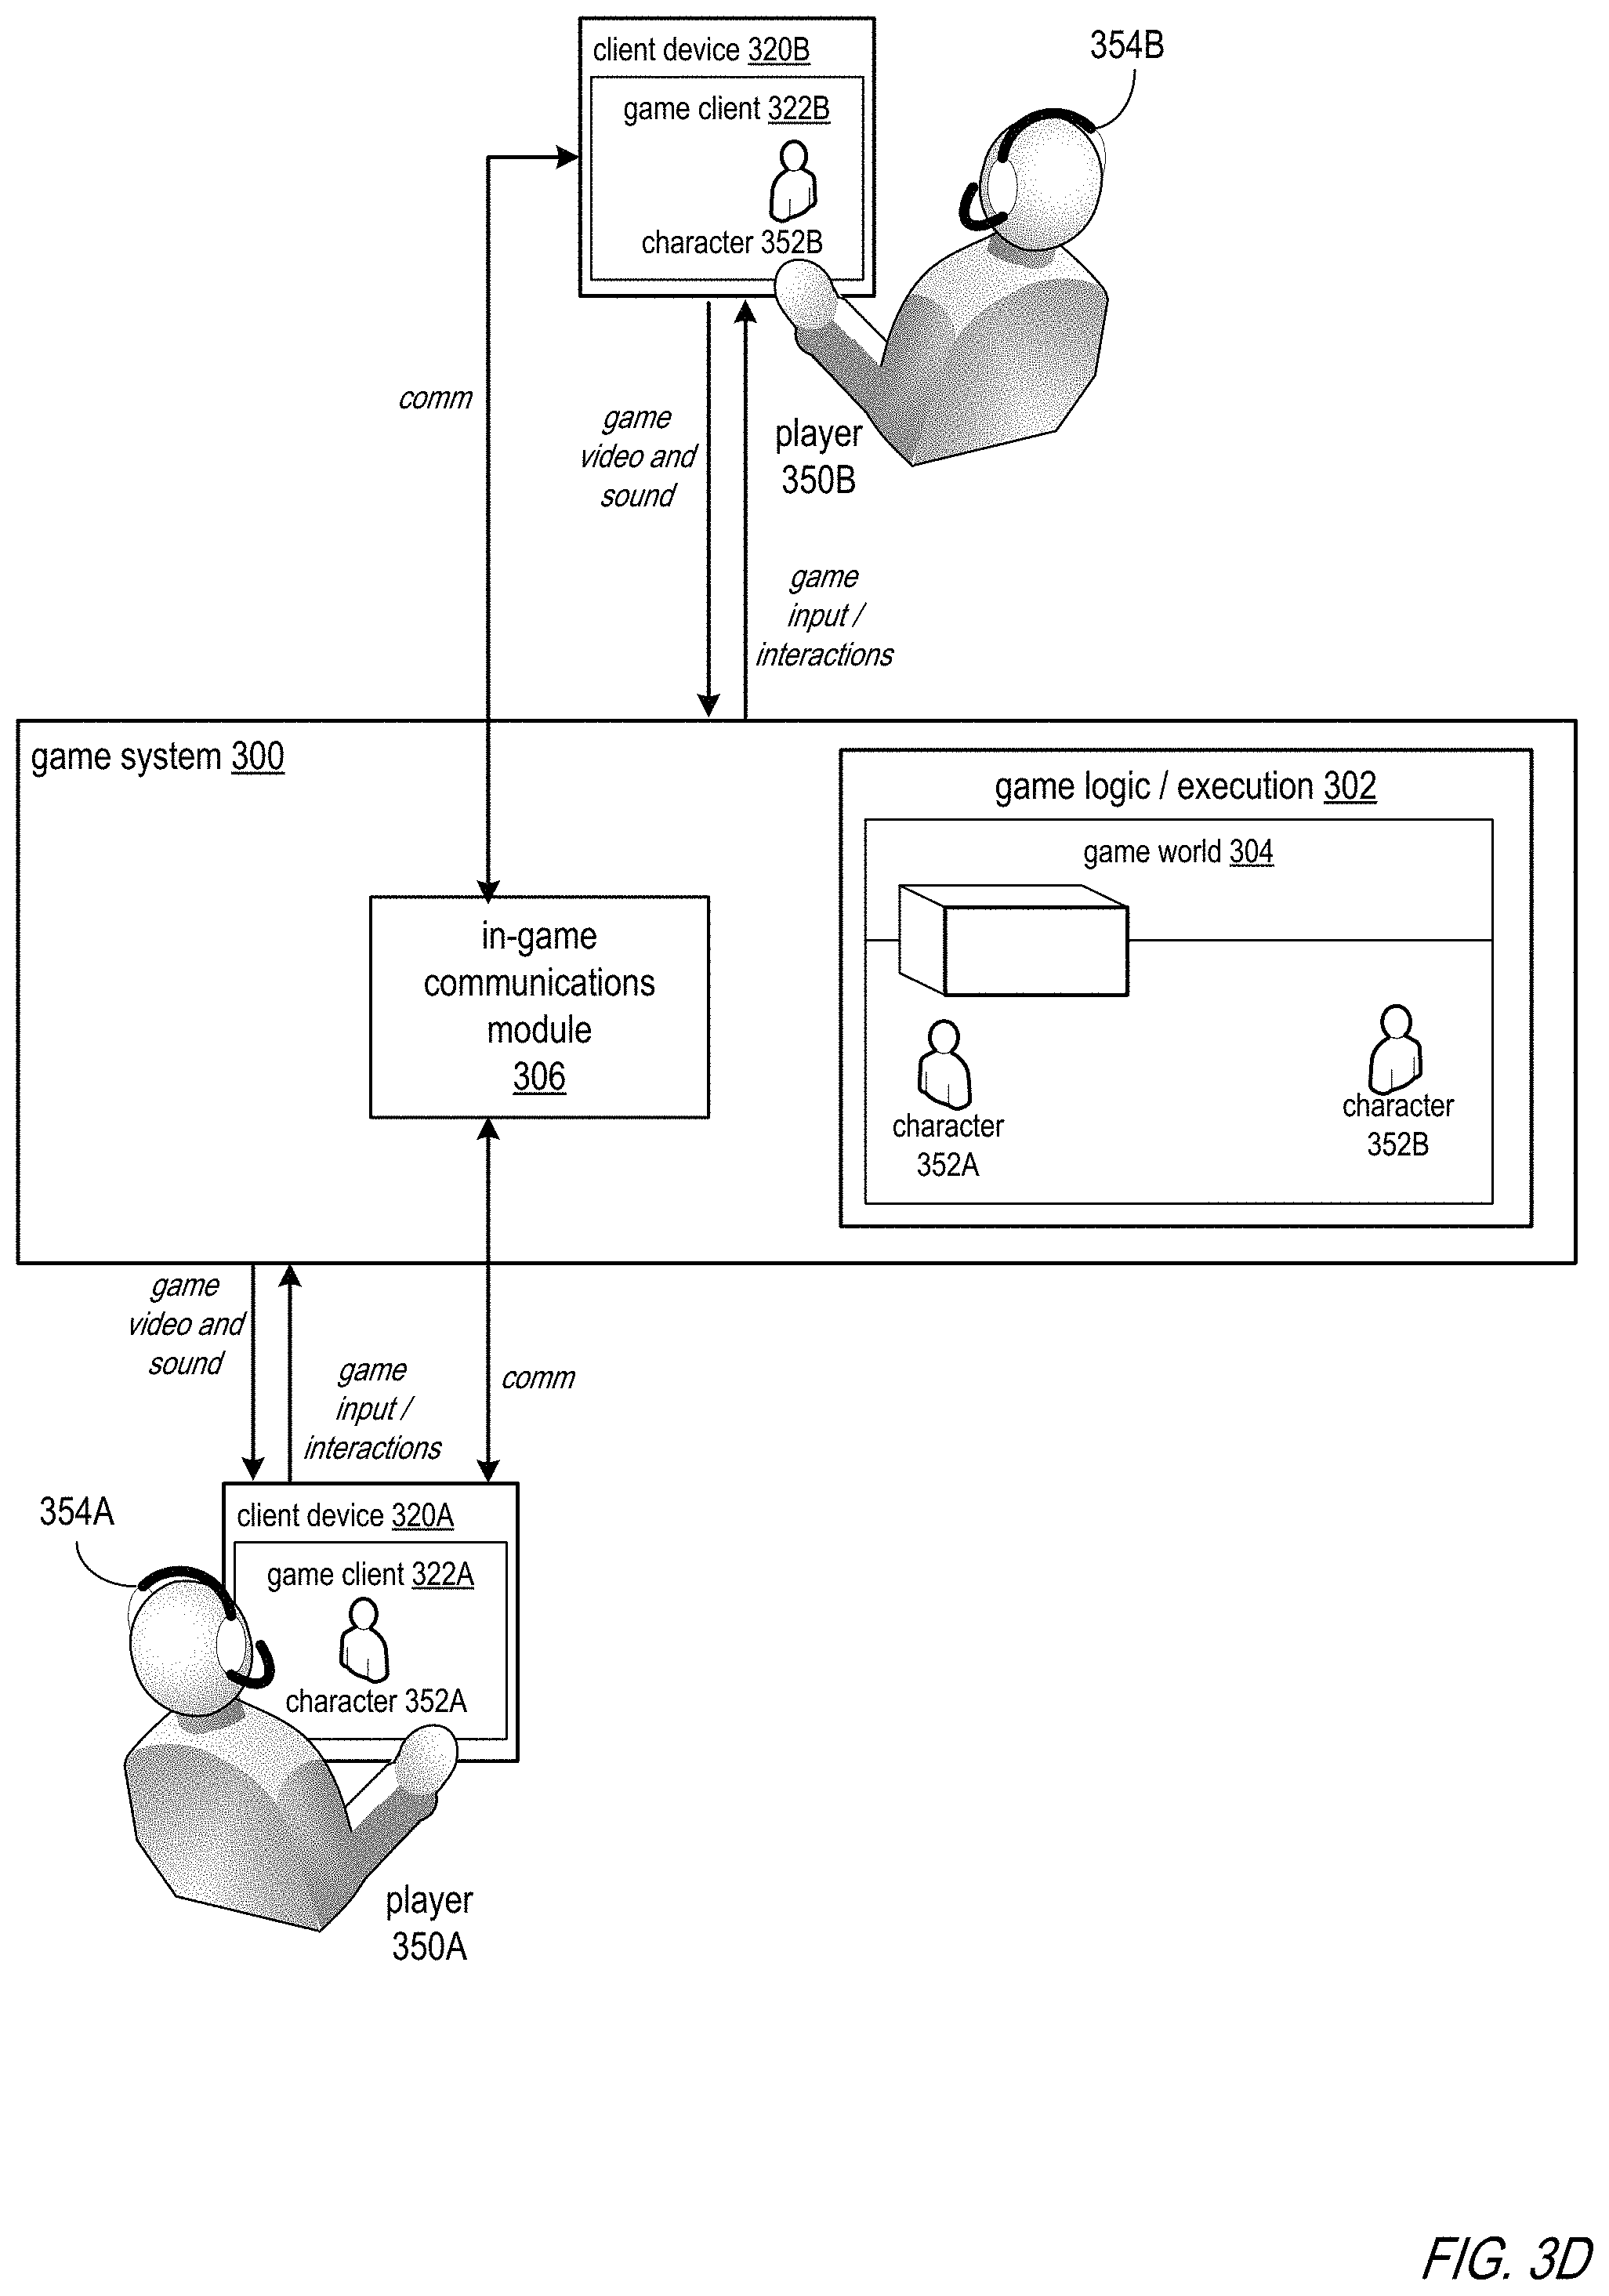 client device 320B
354B
game client 322B
character 352B
comm
game
video and
sound
player
350B
game
input /
interactions
game system 300
game logic / execution 302
game world 304
in-game
communications
module
306
character
352A
character
352B
game
video and
sound
game
input /
interactions
comm
354A
client device 320A
game client 322A
character 352A
player
350A
FIG. 3D